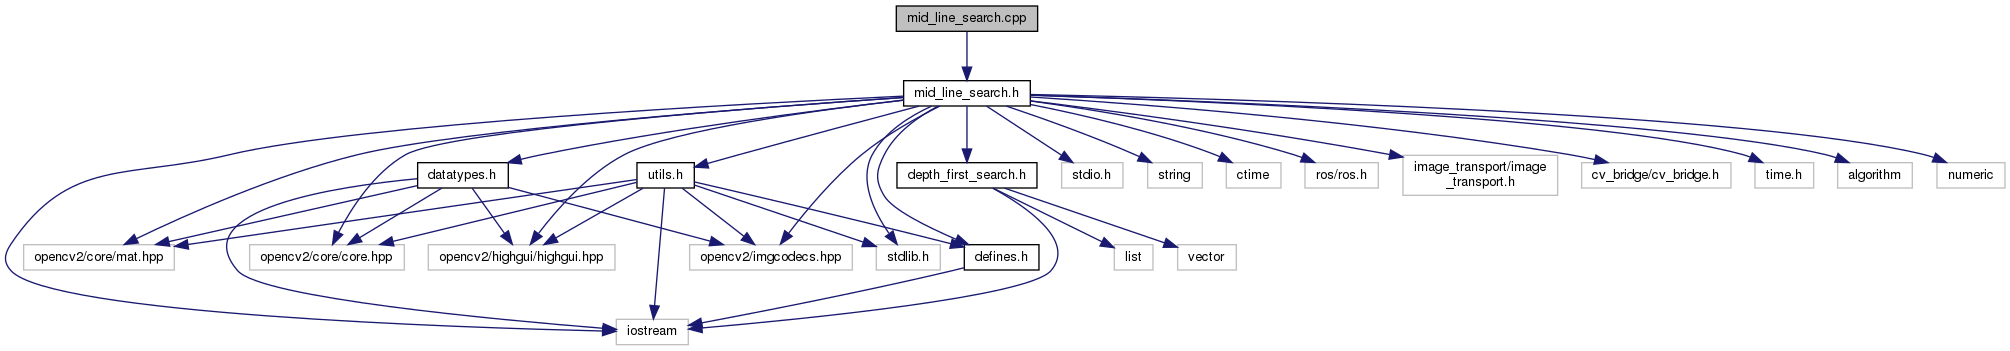 mid_line_search.cpp
mid_line_search.h
datatypes.h
utils.h
depth_first_search.h
stdio.h
string
ctime
ros/ros.h
image_transport/image
_transport.h
cv_bridge/cv_bridge.h
time.h
algorithm
numeric
opencv2/core/mat.hpp
opencv2/core/core.hpp
opencv2/highgui/highgui.hpp
opencv2/imgcodecs.hpp
stdlib.h
defines.h
list
vector
iostream